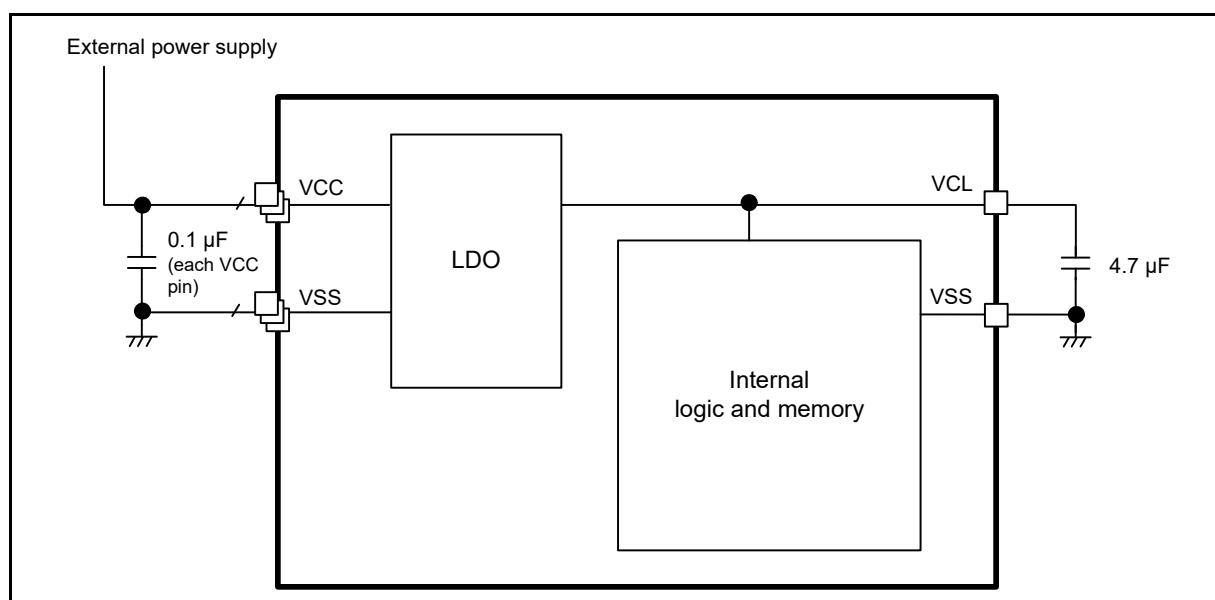 External power supply
VCC
VCL
0.1 µF
(each VCC
pin)
LDO
4.7 µF
VSS
VSS
Internal
logic and memory